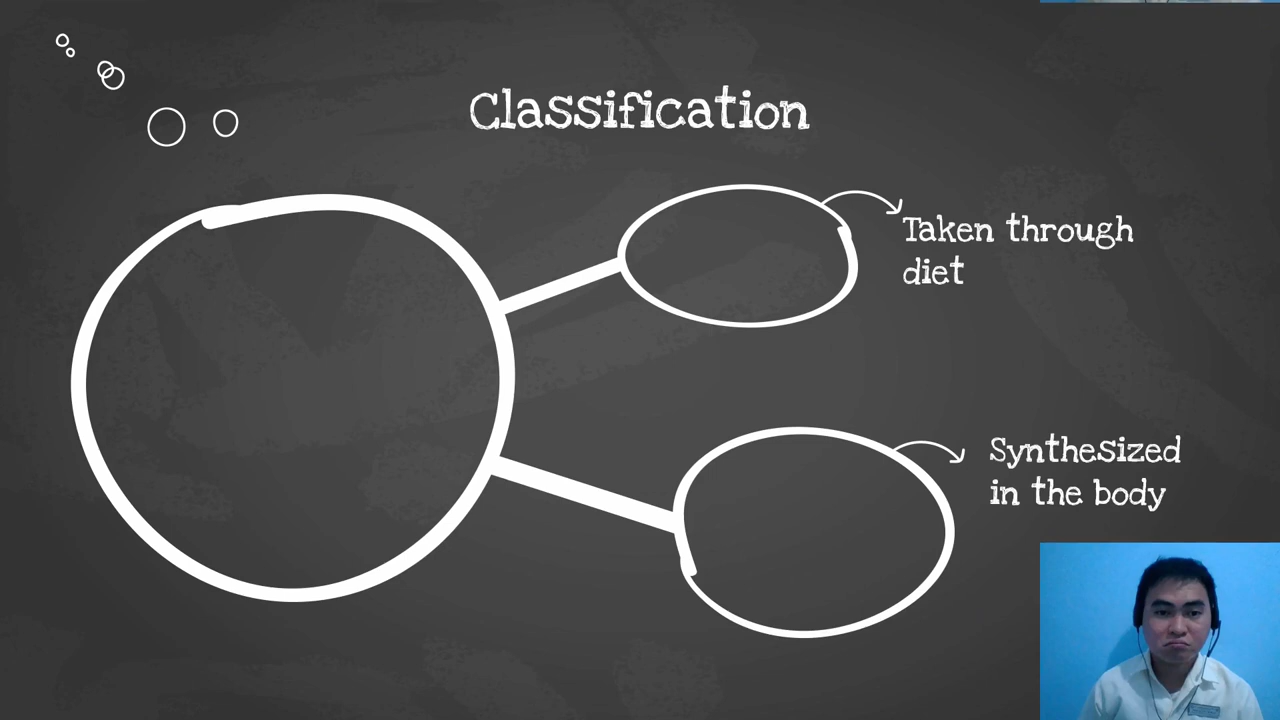 Classification
Taken through
diet
Synthesized
in the body